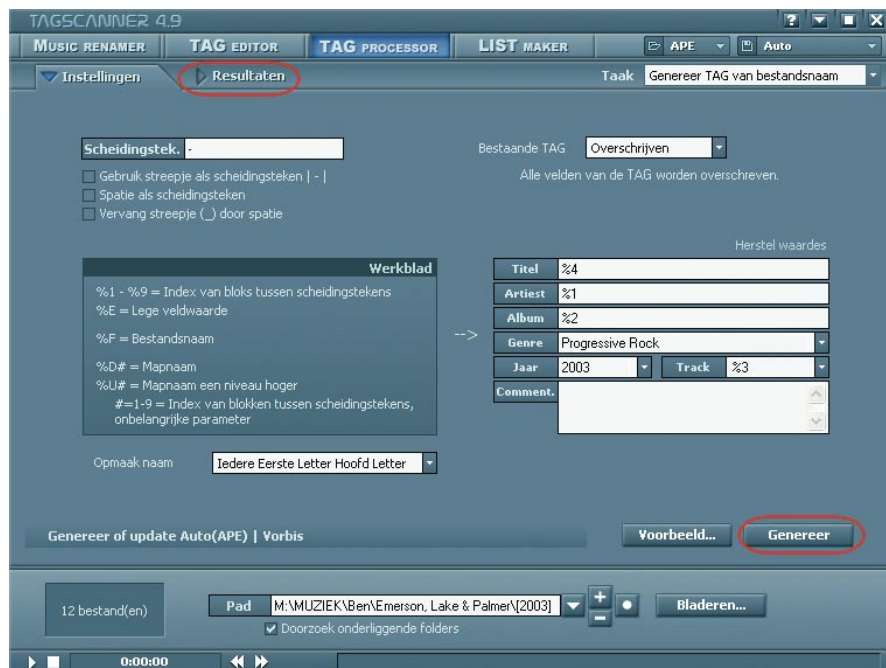 TAGSCANNER 4.9
MUSIC RENAMER TAG EDITOR TAG PROCESSOR LIST MAKER APE Auto
Instellingen Resultaten Taak Genereer TAG van bestandsnaam
Scheidingstek. - Bestaande TAG Overschrijven
Gebruik streepje als scheidingsteken | - | Alle velden van de TAG worden overschreven.
Spatie als scheidingsteken
Vervang streepje (_) door spatie
Herstel waardes
Werkblad Titel %4
%1 - %9 = Index van bloks tussen scheidingstekens Artiest %1
%E = Lege veldwaarde Album %2
%F = Bestandsnaam --> Genre Progressive Rock
%D# = Mapnaam Jaar 2003 Track %3
%U# = Mapnaam een niveau hoger Comment.
#=1-9 = Index van blokken tussen scheidingstekens,
onbelangrijke parameter
Opmaak naam Iedere Eerste Letter Hoofd Letter
Genereer of update Auto(APE) | Vorbis Voorbeeld... Genereer
12 bestand(en) Pad M:\MUZIEK\Ben\Emerson, Lake & Palmer\[2003] + - Bladeren...
Doorzoek onderliggende folders
0:00:00